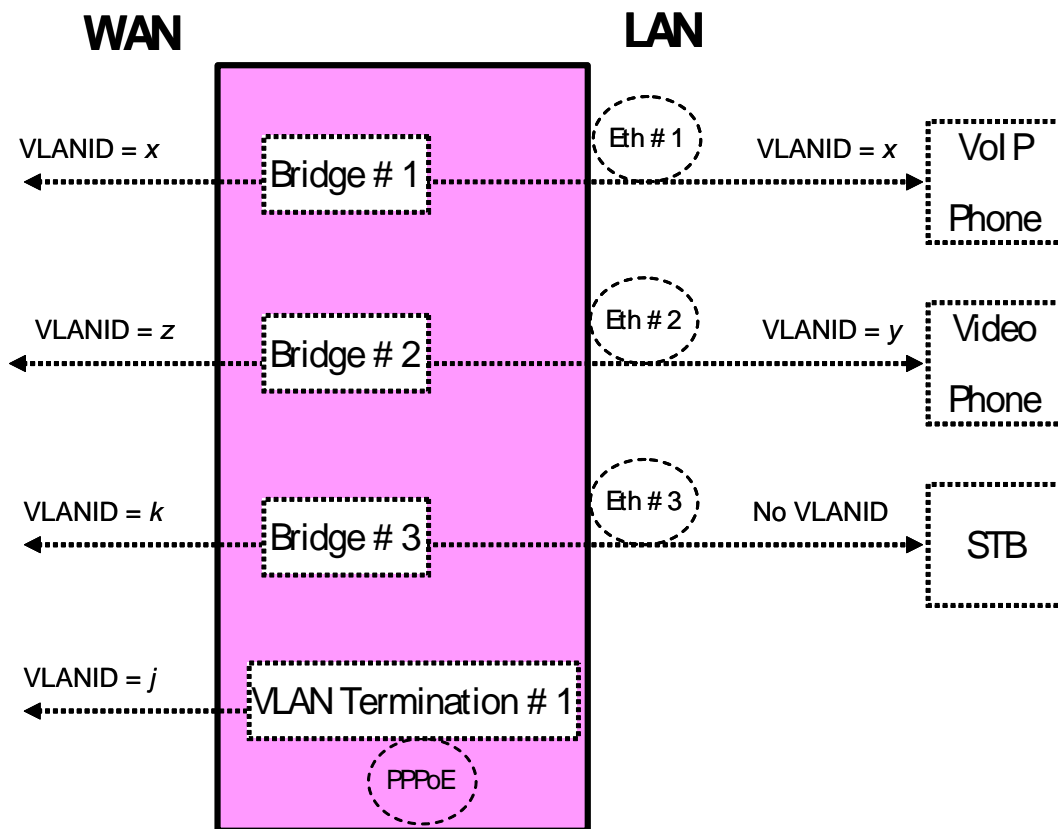 WAN
LAN
VLANID = x
Bridge # 1
Eth # 1
VLANID = x
VoIP
Phone
VLANID = z
Bridge # 2
Eth # 2
VLANID = y
Video
Phone
VLANID = k
Bridge # 3
Eth # 3
No VLANID
STB
VLANID = j
VLAN Termination # 1
PPPoE